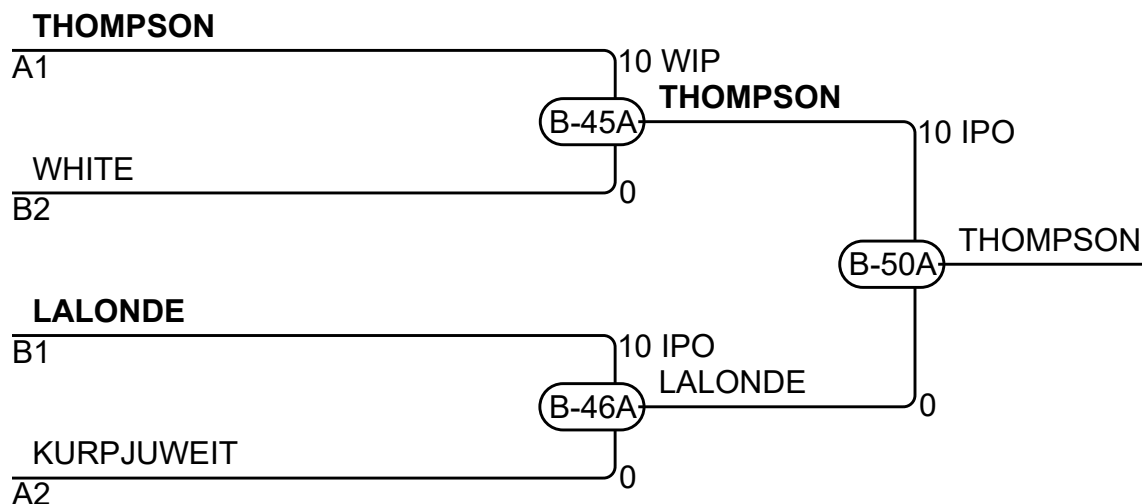 THOMPSON
A1
10 WIP
THOMPSON
B-45A
10 IPO
WHITE
B2
0
THOMPSON
B-50A
LALONDE
B1
10 IPO
LALONDE
B-46A
0
KURPJUWEIT
A2
0